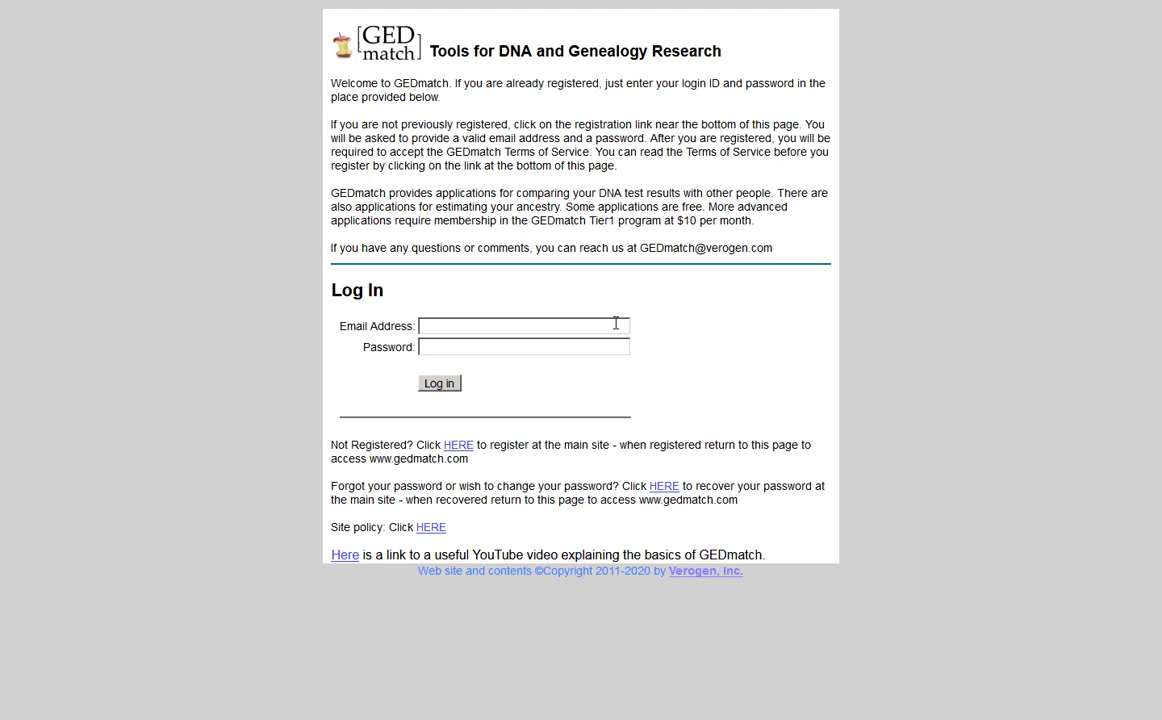 [GED
match]
Tools for DNA and Genealogy Research
Welcome to GEDmatch. If you are already registered, just enter your login ID and password in the
place provided below.
If you are not previously registered, click on the registration link near the bottom of this page. You
will be asked to provide a valid email address and a password. After you are registered, you will be
required to accept the GEDmatch Terms of Service. You can read the Terms of Service before you
register by clicking on the link at the bottom of this page.
GEDmatch provides applications for comparing your DNA test results with other people. There are
also applications for estimating your ancestry. Some applications are free. More advanced
applications require membership in the GEDmatch Tier1 program at $10 per month.
If you have any questions or comments, you can reach us at GEDmatch@verogen.com
Log In
Email Address:
Password:
Log in
Not Registered? Click HERE to register at the main site - when registered return to this page to
access www.gedmatch.com
Forgot your password or wish to change your password? Click HERE to recover your password at
the main site - when recovered return to this page to access www.gedmatch.com
Site policy: Click HERE
Here is a link to a useful YouTube video explaining the basics of GEDmatch.
Web site and contents ©Copyright 2011-2020 by Verogen, Inc.